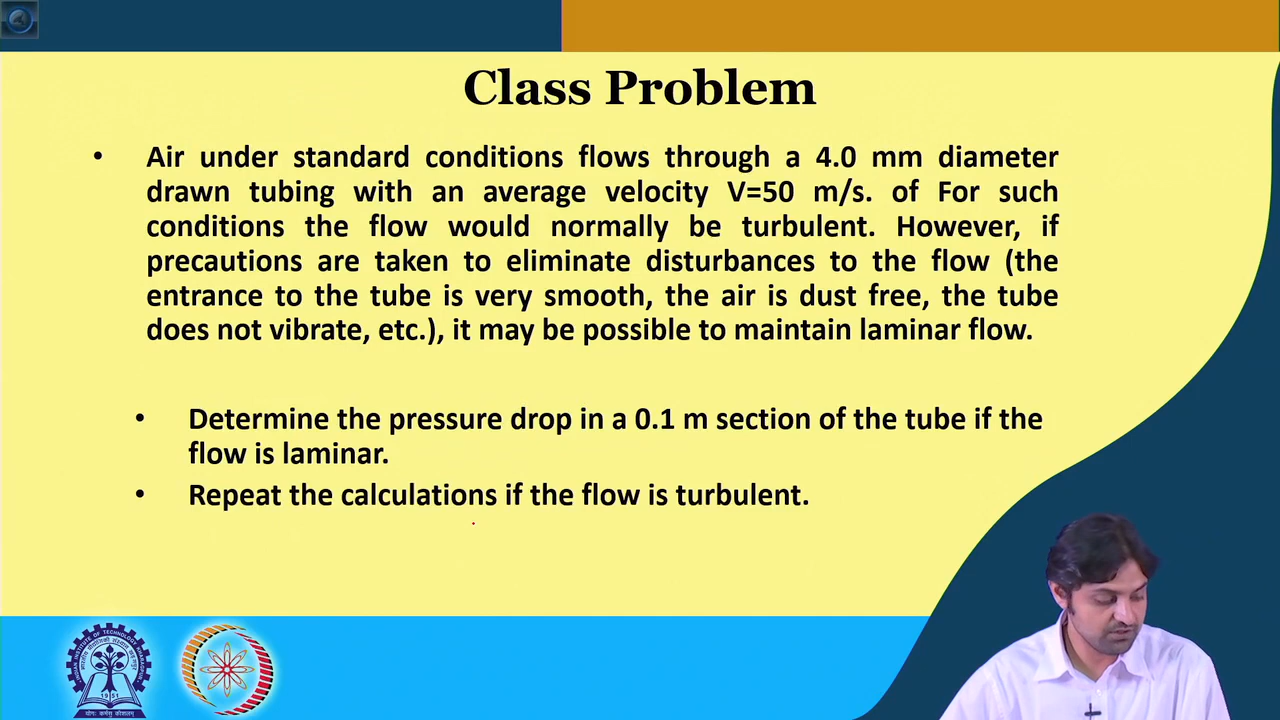 Class Problem
• Air under standard conditions flows through a 4.0 mm diameter
drawn tubing with an average velocity V=50 m/s. of For such
conditions the flow would normally be turbulent. However, if
precautions are taken to eliminate disturbances to the flow (the
entrance to the tube is very smooth, the air is dust free, the tube
does not vibrate, etc.), it may be possible to maintain laminar flow.
• Determine the pressure drop in a 0.1 m section of the tube if the
flow is laminar.
• Repeat the calculations if the flow is turbulent.
1951